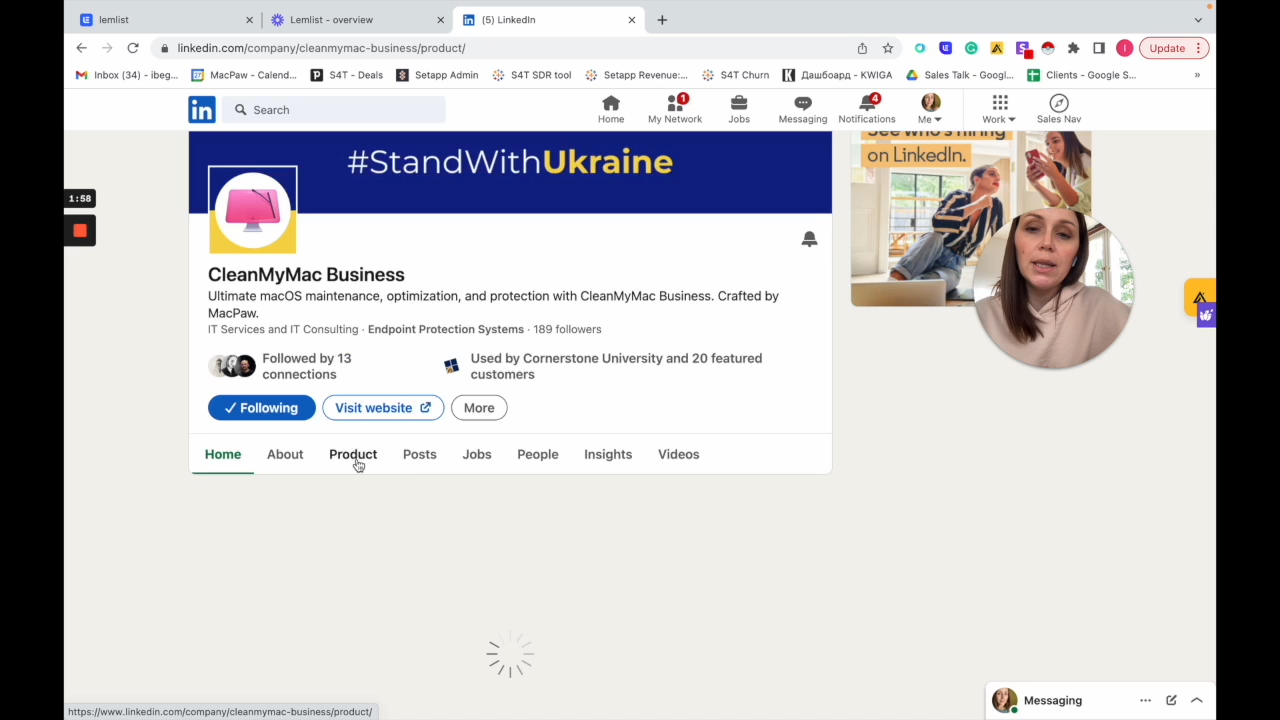 lemlist
Lemlist - overview
(5) LinkedIn
linkedin.com/company/cleanmymac-business/product/
Update
Inbox (34) - ibeg...
MacPaw - Calend...
S4T - Deals
Setapp Admin
S4T SDR tool
Setapp Revenue:...
S4T Churn
Дашбоард - KWIGA
Sales Talk - Googl...
Clients - Google S...
»
in
Search
Home
1
My Network
Jobs
Messaging
4
Notifications
Me
Work
Sales Nav
#StandWithUkraine
See who's hiring
on LinkedIn.
1:58
CleanMyMac Business
Ultimate macOS maintenance, optimization, and protection with CleanMyMac Business. Crafted by
MacPaw.
IT Services and IT Consulting · Endpoint Protection Systems · 189 followers
Followed by 13
connections
Used by Cornerstone University and 20 featured
customers
Following
Visit website
More
Home
About
Product
Posts
Jobs
People
Insights
Videos
https://www.linkedin.com/company/cleanmymac-business/product/
Messaging